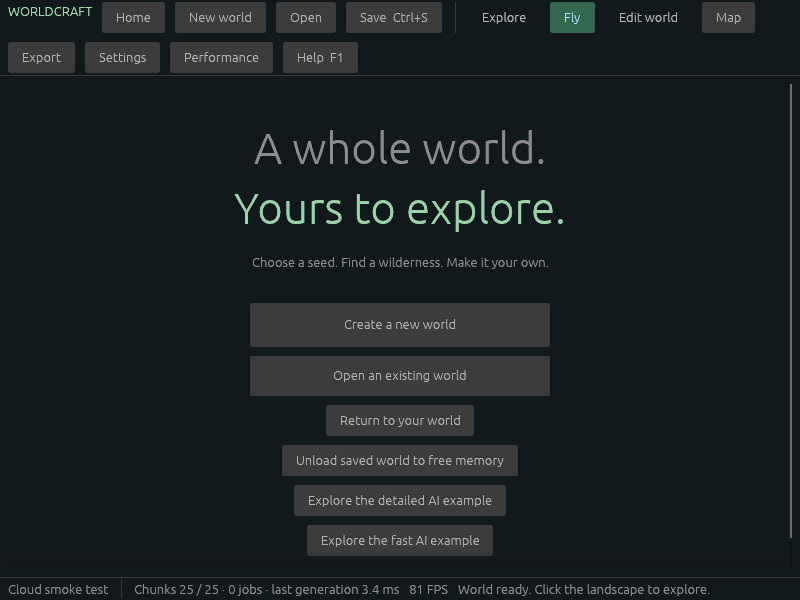 WORLDCRAFT Home New world Open Save Ctrl+S Explore Fly Edit world Map
Export Settings Performance Help F1
A whole world.
Yours to explore.
Choose a seed. Find a wilderness. Make it your own.
Create a new world
Open an existing world
Return to your world
Unload saved world to free memory
Explore the detailed AI example
Explore the fast AI example
Cloud smoke test Chunks 25 / 25 · 0 jobs · last generation 3.4 ms 81 FPS World ready. Click the landscape to explore.